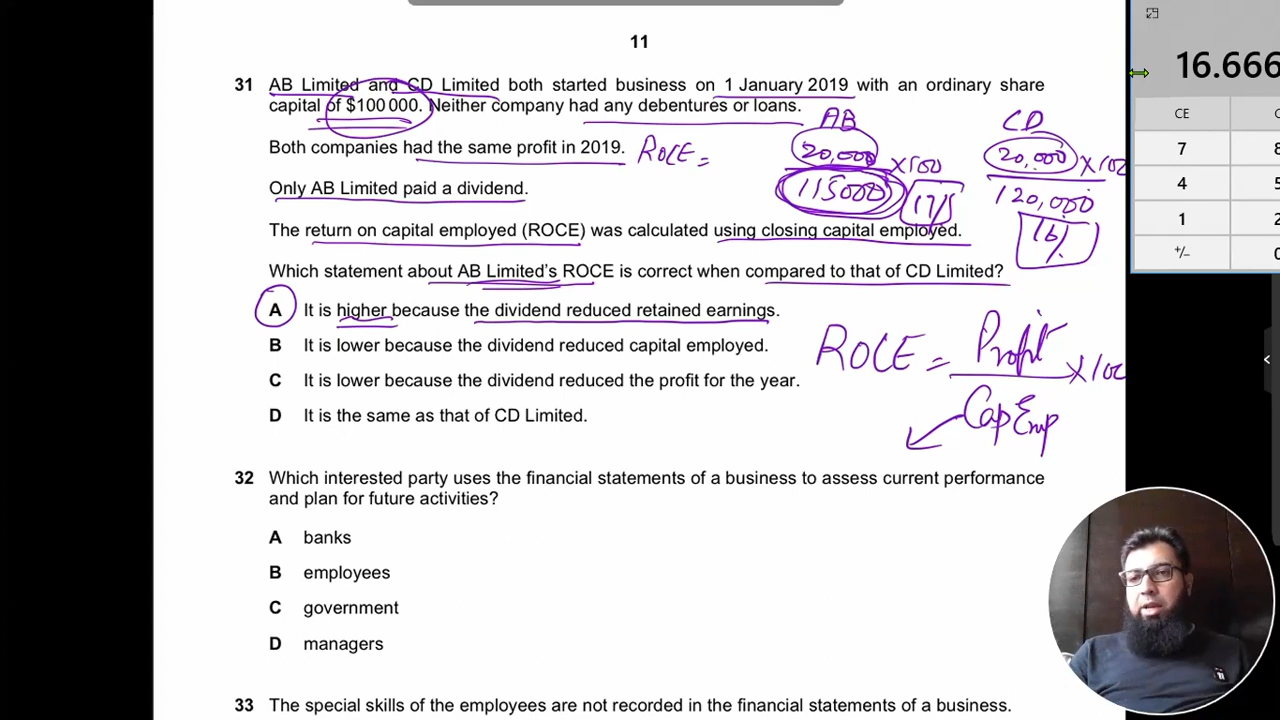 11
16.666
31 AB Limited and CD Limited both started business on 1 January 2019 with an ordinary share
capital of $100 000. Neither company had any debentures or loans.
AB
CD
Both companies had the same profit in 2019.
ROCE =
20,000 ×100
115000
17%
20,000 ×100
120,000
16%
Only AB Limited paid a dividend.
The return on capital employed (ROCE) was calculated using closing capital employed.
Which statement about AB Limited's ROCE is correct when compared to that of CD Limited?
A It is higher because the dividend reduced retained earnings.
B It is lower because the dividend reduced capital employed.
C It is lower because the dividend reduced the profit for the year.
D It is the same as that of CD Limited.
ROCE = Profit ×100
Cap Emp
32 Which interested party uses the financial statements of a business to assess current performance
and plan for future activities?
A banks
B employees
C government
D managers
33 The special skills of the employees are not recorded in the financial statements of a business.
CE
7 8
4 5
1 2
+/- 0